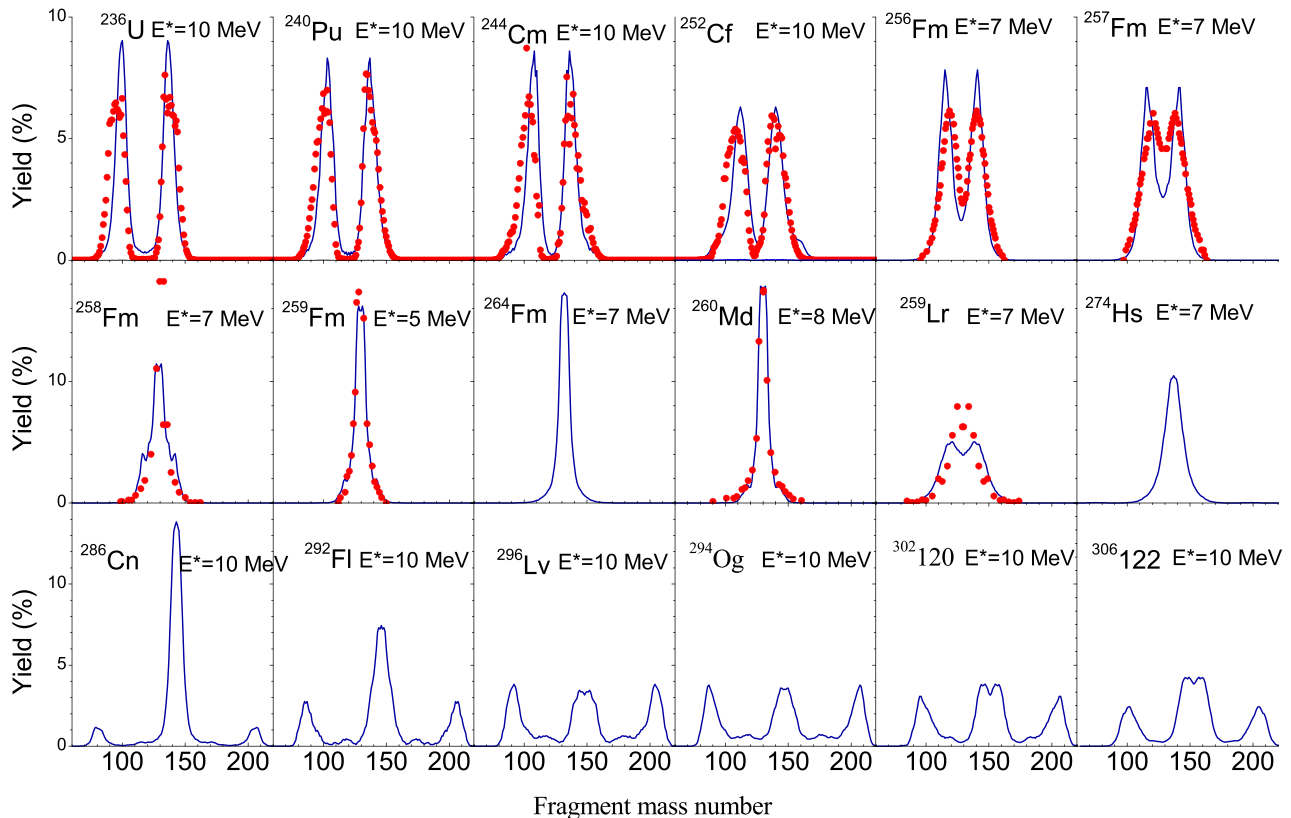 10
5
0
Yield (%)
²³⁶U E*=10 MeV
²⁴⁰Pu E*=10 MeV
²⁴⁴Cm E*=10 MeV
²⁵²Cf E*=10 MeV
²⁵⁶Fm E*=7 MeV
²⁵⁷Fm E*=7 MeV
10
0
Yield (%)
²⁵⁸Fm E*=7 MeV
²⁵⁹Fm E*=5 MeV
²⁶⁴Fm E*=7 MeV
²⁶⁰Md E*=8 MeV
²⁵⁹Lr E*=7 MeV
²⁷⁴Hs E*=7 MeV
10
5
0
Yield (%)
²⁸⁶Cn E*=10 MeV
²⁹²Fl E*=10 MeV
²⁹⁶Lv E*=10 MeV
²⁹⁴Og E*=10 MeV
³⁰²120 E*=10 MeV
³⁰⁶122 E*=10 MeV
100 150 200 100 150 200 100 150 200 100 150 200 100 150 200 100 150 200
Fragment mass number